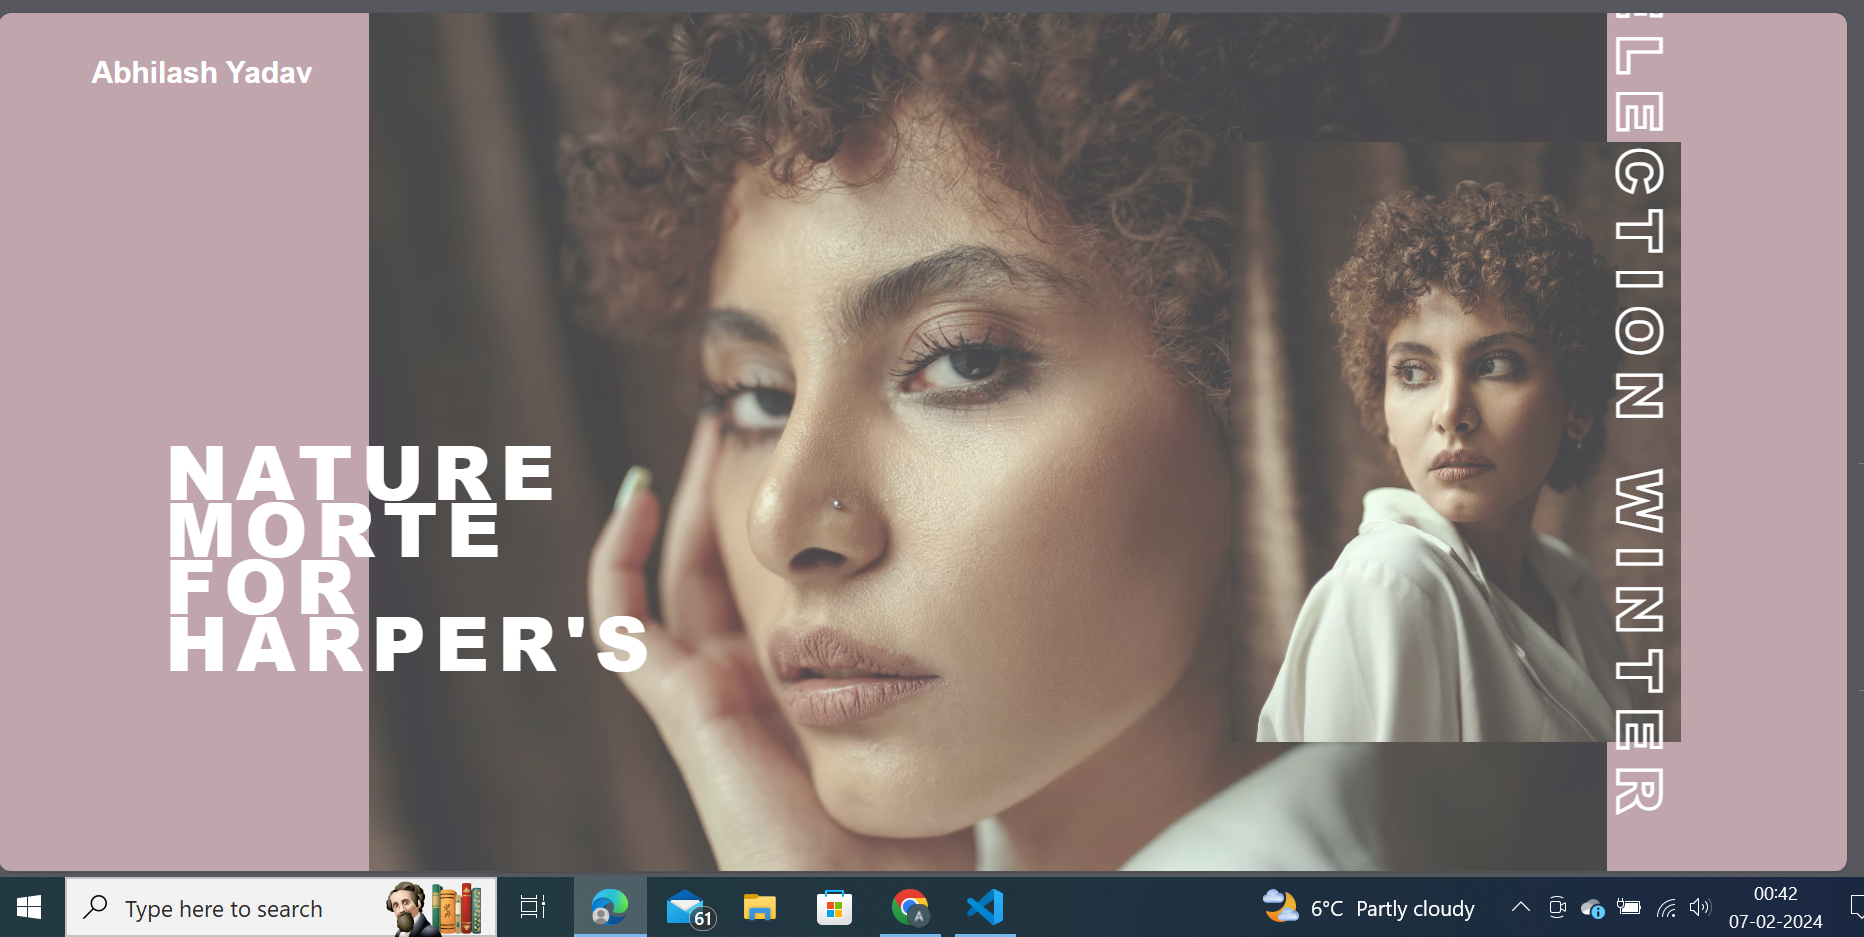 Abhilash Yadav
NATURE
MORTE
FOR
HARPER'S
ELECTION WINTER
Type here to search
61
A
6°C Partly cloudy
00:42
07-02-2024